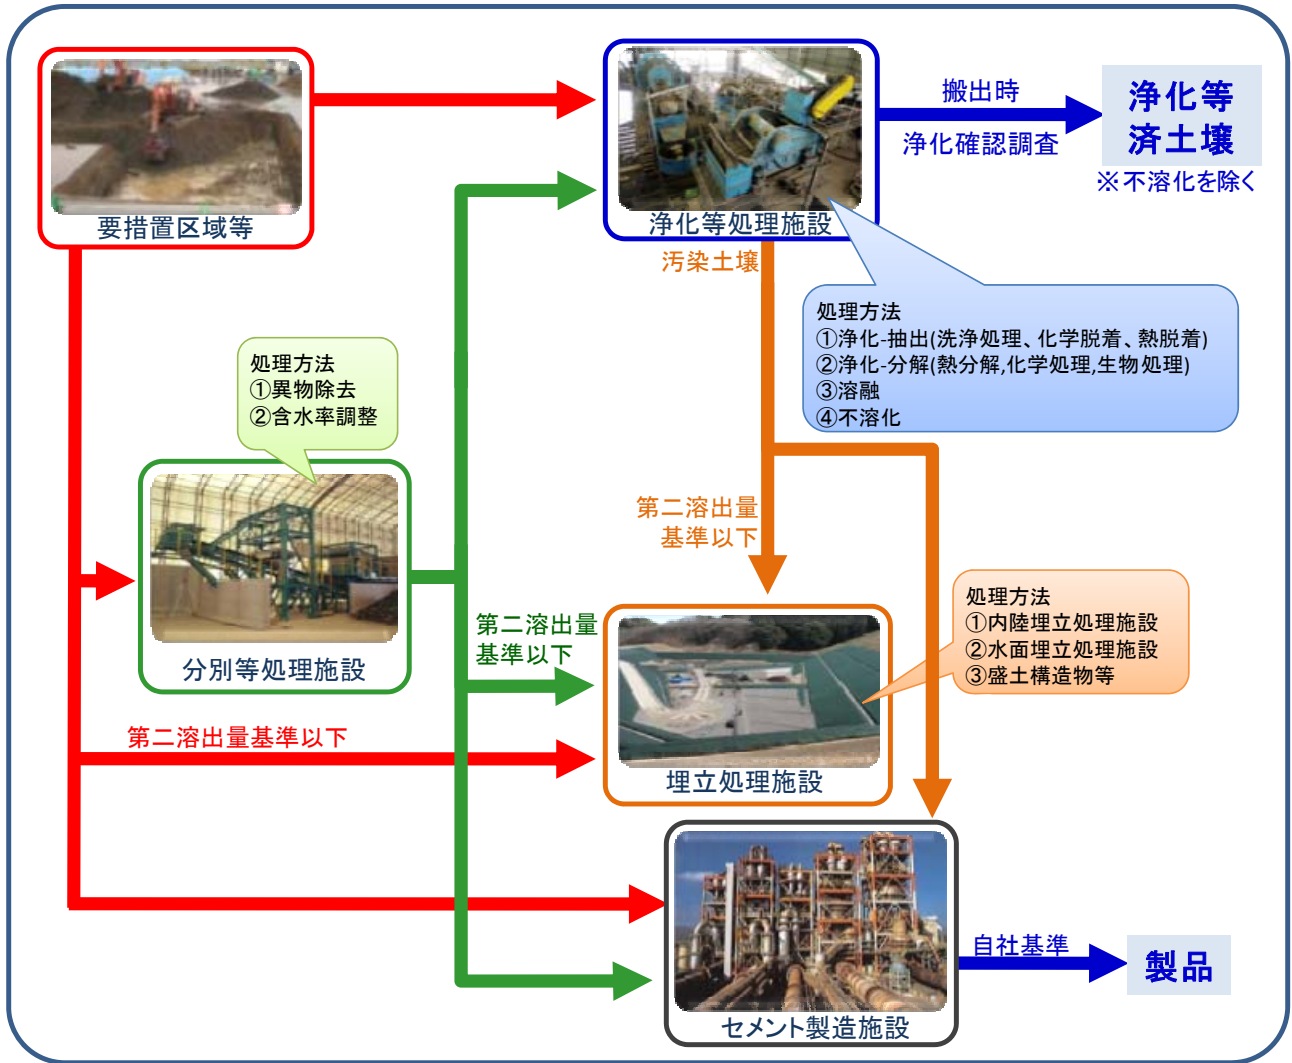 要措置区域等
浄化等処理施設
搬出時
浄化確認調査
浄化等
済土壌
※不溶化を除く
汚染土壌
処理方法
①浄化-抽出(洗浄処理、化学脱着、熱脱着)
②浄化-分解(熱分解,化学処理,生物処理)
③溶融
④不溶化
処理方法
①異物除去
②含水率調整
分別等処理施設
第二溶出量
基準以下
第二溶出量
基準以下
処理方法
①内陸埋立処理施設
②水面埋立処理施設
③盛土構造物等
第二溶出量基準以下
埋立処理施設
セメント製造施設
自社基準
製品